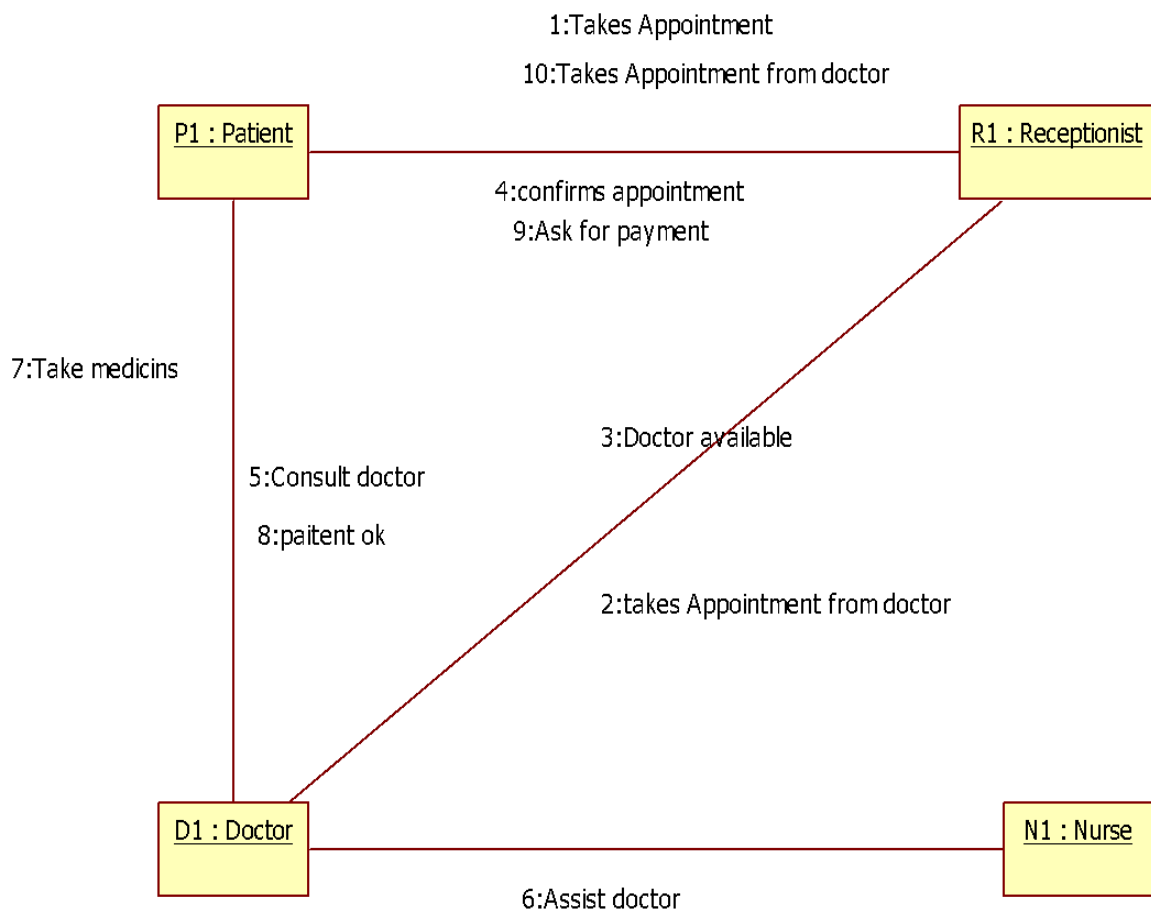 1:Takes Appointment
10:Takes Appointment from doctor
P1 : Patient
R1 : Receptionist
4:confirms appointment
9:Ask for payment
7:Take medicins
3:Doctor available
5:Consult doctor
8:paitent ok
2:takes Appointment from doctor
D1 : Doctor
N1 : Nurse
6:Assist doctor